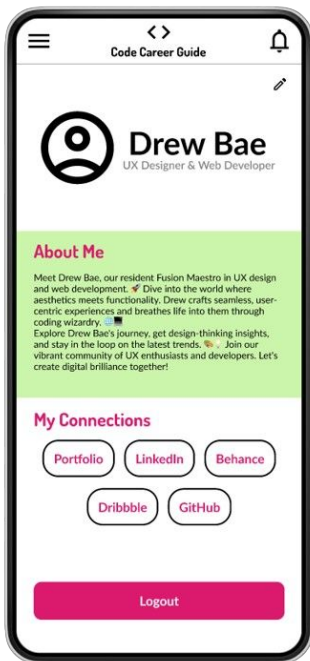 Code Career Guide
Drew Bae
UX Designer & Web Developer
About Me
Meet Drew Bae, our resident Fusion Maestro in UX design
and web development. 🚀 Dive into the world where
aesthetics meets functionality. Drew crafts seamless, user-
centric experiences and breathes life into them through
coding wizardry. 🌐💻
Explore Drew Bae's journey, get design-thinking insights,
and stay in the loop on the latest trends. 🎨💡 Join our
vibrant community of UX enthusiasts and developers. Let's
create digital brilliance together!
My Connections
Portfolio
LinkedIn
Behance
Dribbble
GitHub
Logout